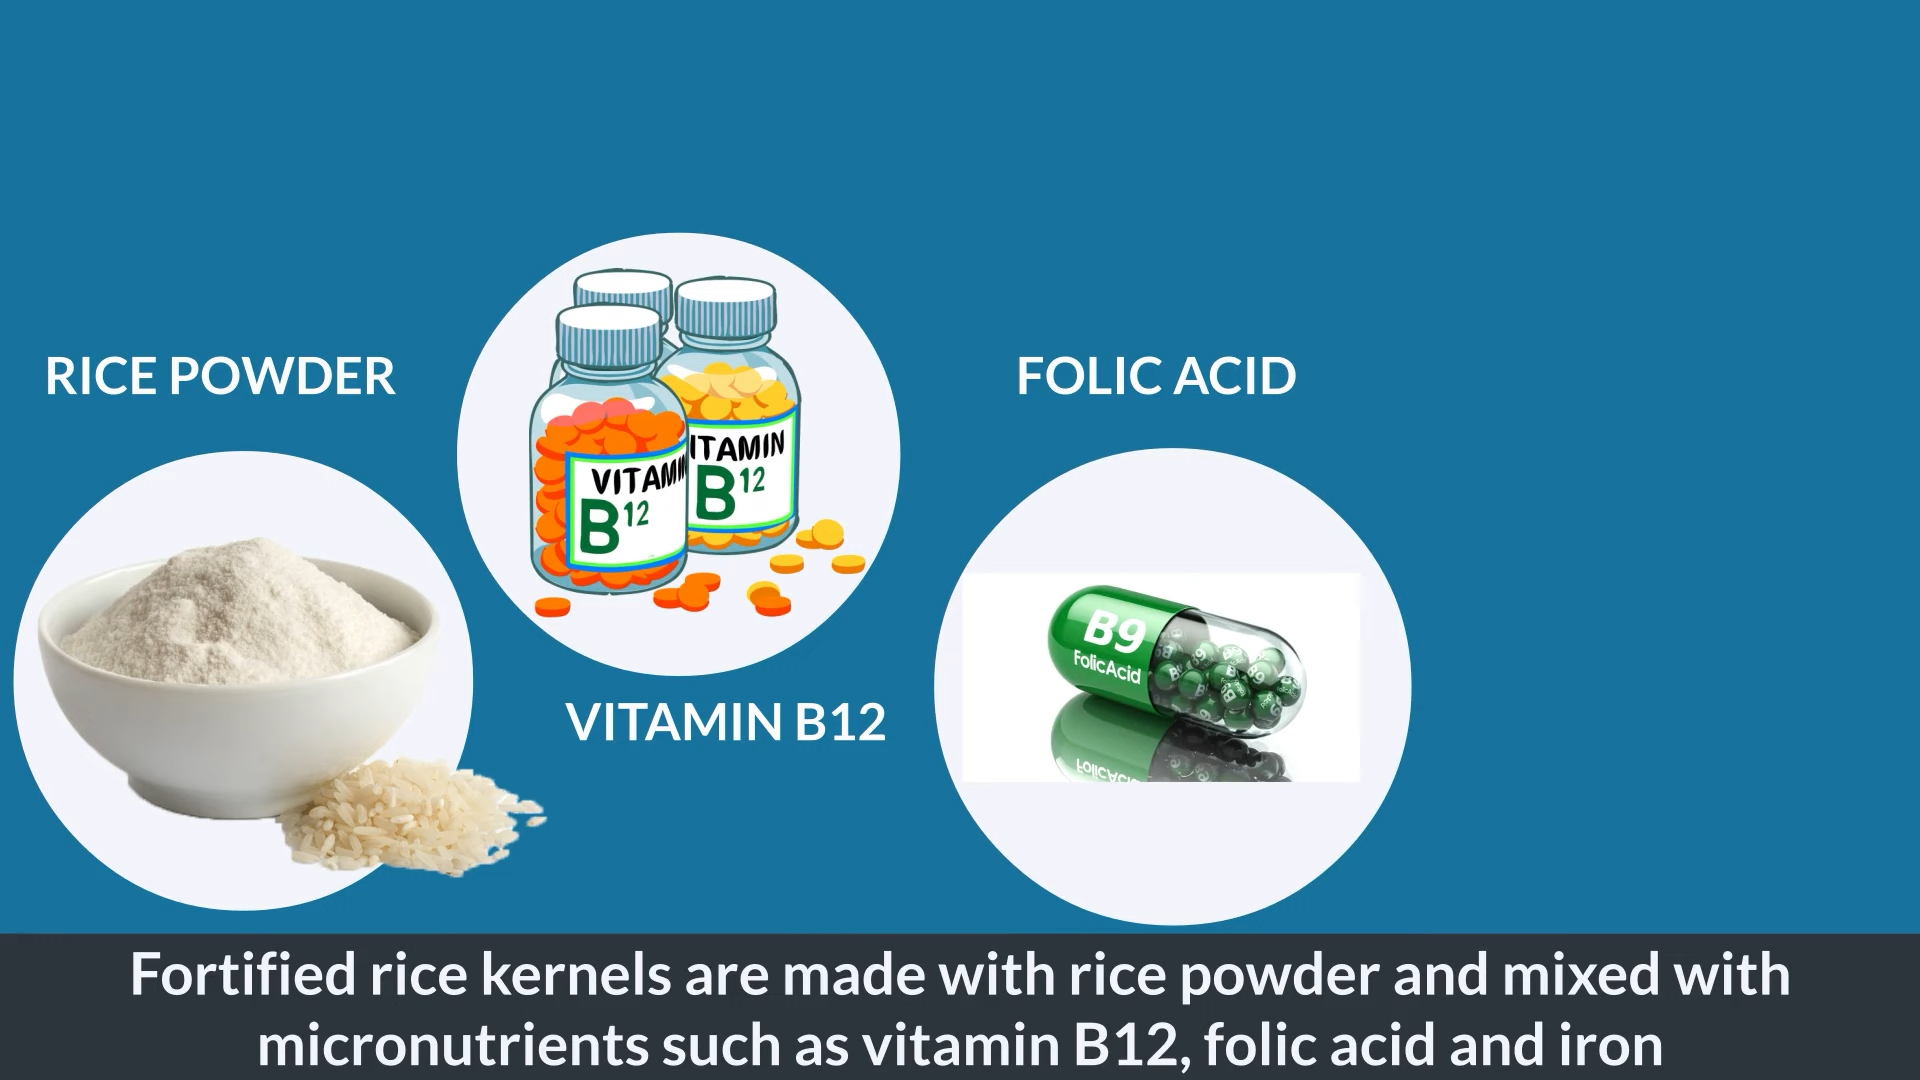 RICE POWDER
VITAMIN
B12
ITAMIN
B12
VITAMIN B12
FOLIC ACID
B9
FolicAcid
Fortified rice kernels are made with rice powder and mixed with
micronutrients such as vitamin B12, folic acid and iron